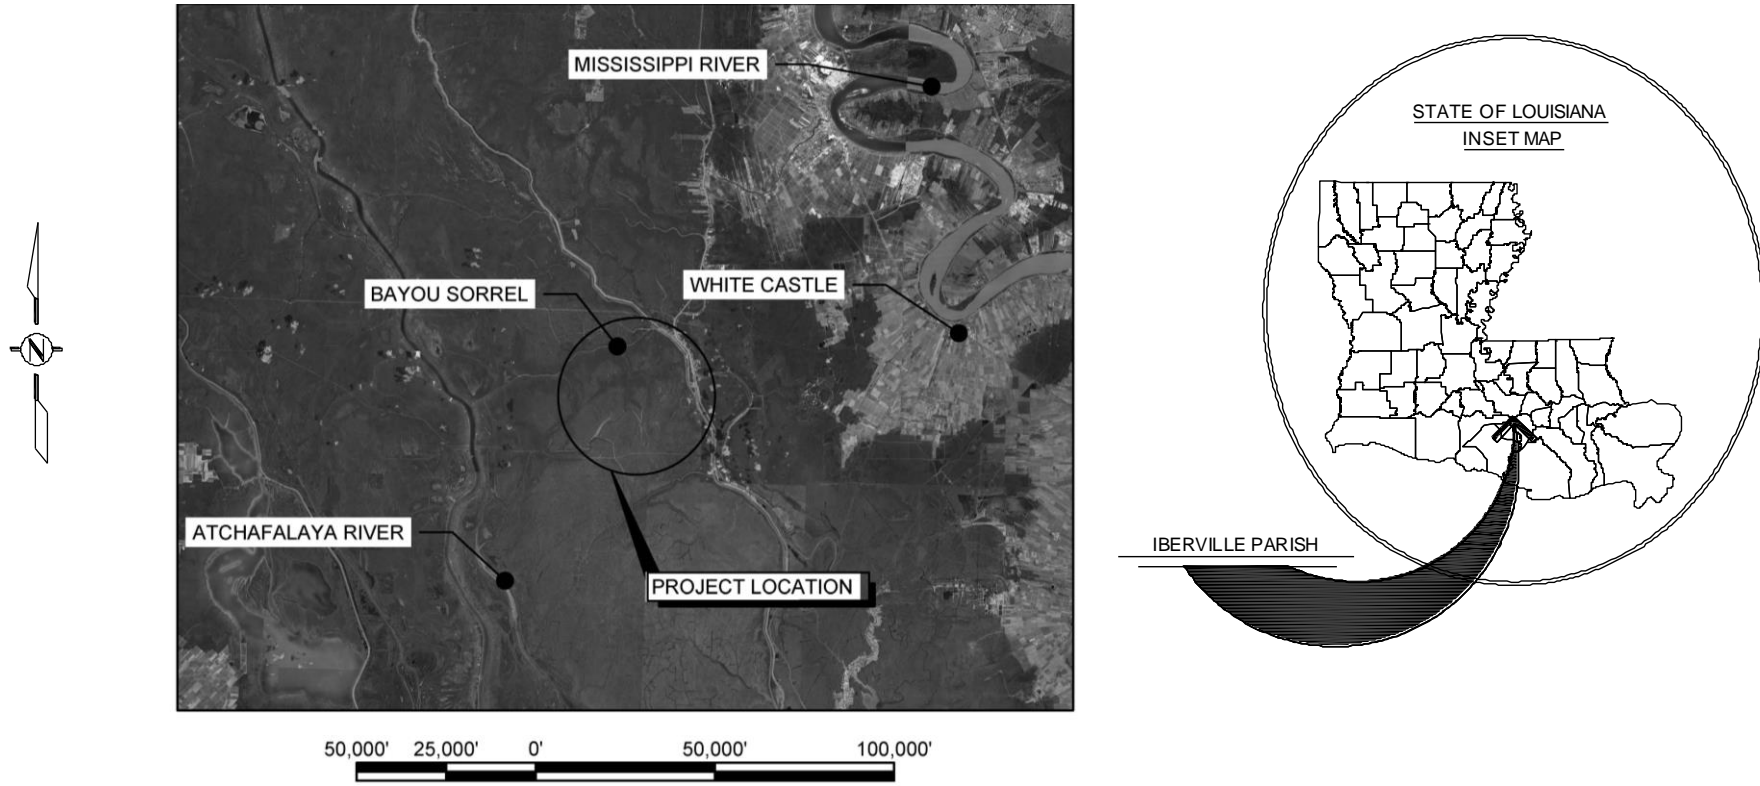 MISSISSIPPI RIVER
STATE OF LOUISIANA
INSET MAP
WHITE CASTLE
BAYOU SORREL
N
ATCHAFALAYA RIVER
PROJECT LOCATION
IBERVILLE PARISH
50,000' 25,000' 0' 50,000' 100,000'